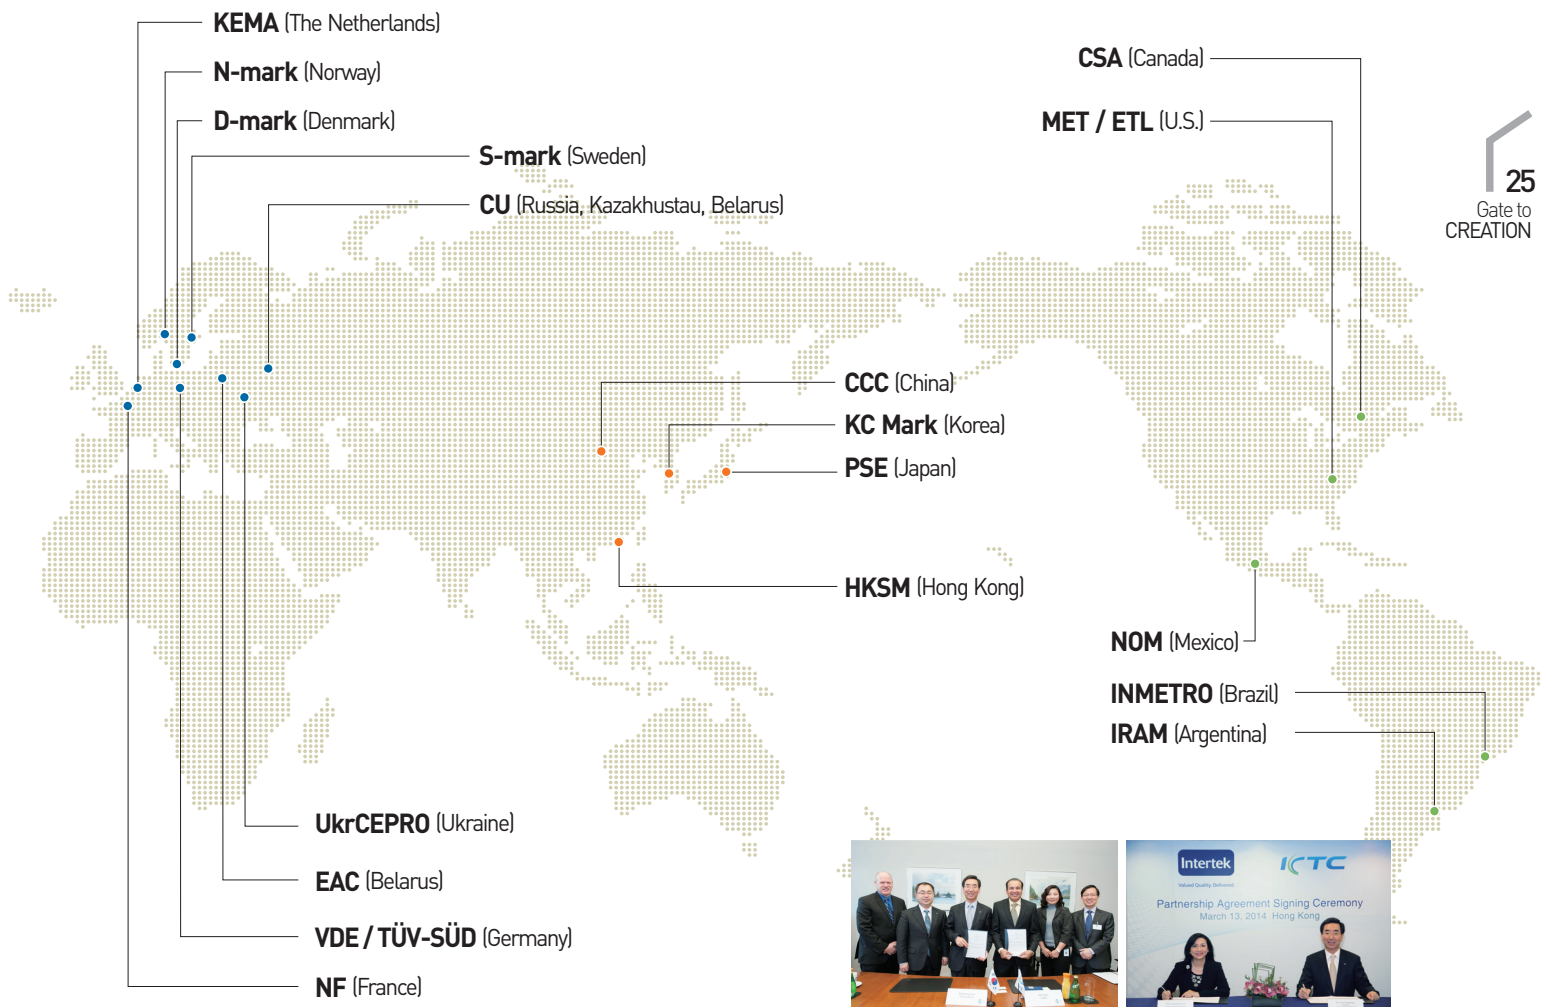 KEMA (The Netherlands)
N-mark (Norway)
D-mark (Denmark)
S-mark (Sweden)
CU (Russia, Kazakhustau, Belarus)
CSA (Canada)
MET / ETL (U.S.)
25
Gate to
CREATION
CCC (China)
KC Mark (Korea)
PSE (Japan)
HKSM (Hong Kong)
NOM (Mexico)
INMETRO (Brazil)
IRAM (Argentina)
UkrCEPRO (Ukraine)
EAC (Belarus)
VDE / TÜV-SÜD (Germany)
NF (France)
Intertek
Valued Quality. Delivered.
KTC
Partnership Agreement Signing Ceremony
March 13, 2014 Hong Kong